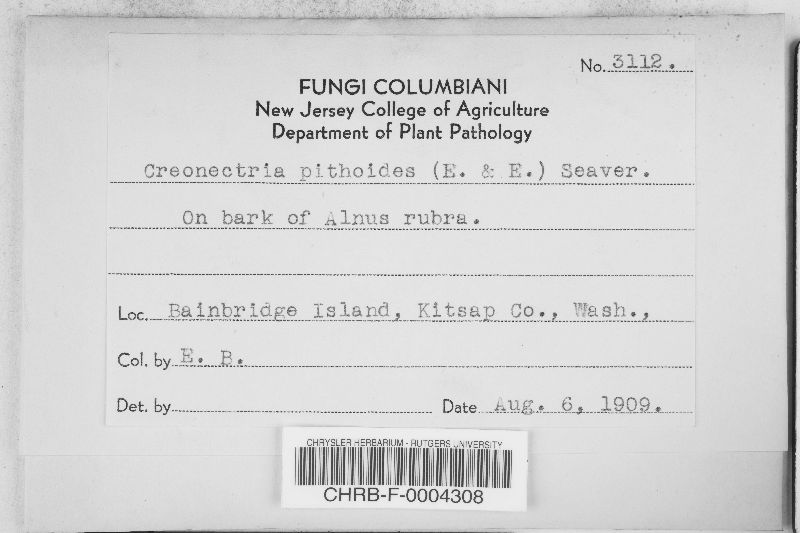 No. 3112.
FUNGI COLUMBIANI
New Jersey College of Agriculture
Department of Plant Pathology
Creonectria pithoides (E. & E.) Seaver.
On bark of Alnus rubra.
Loc. Bainbridge Island, Kitsap Co., Wash.,
Col. by E. B.
Det. by Date Aug. 6, 1909.
CHRYSLER HERBARIUM - RUTGERS UNIVERSITY
CHRB-F-0004308